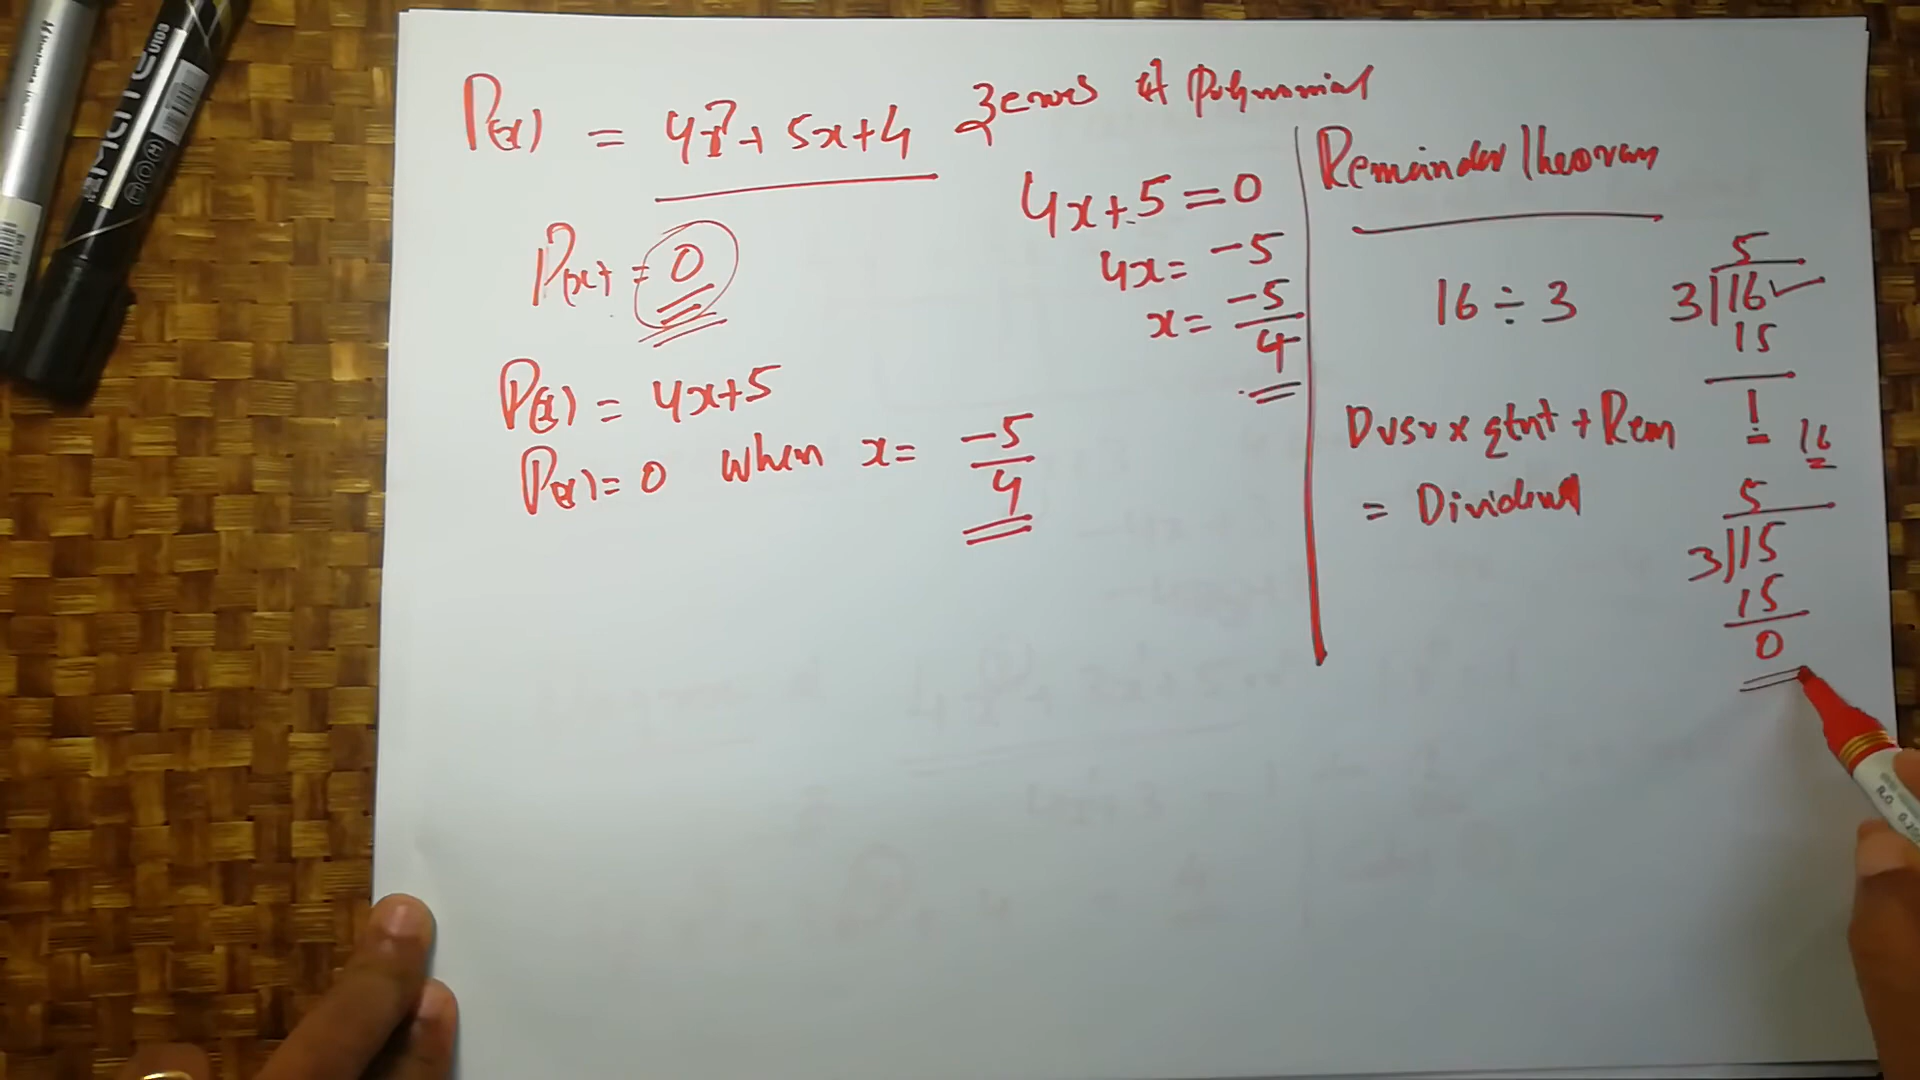 P(x) = 4x² + 5x+4 Zeroes of Polynomial
P(x) = 0
P(x) = 4x+5
P(x) = 0 when x = -5/4
4x+5=0
4x = -5
x = -5/4
Remainder Theoram
16 ÷ 3
5
3 | 16
15
1
Dvsr x qtnt + Rem
= Dividend
16
5
3 | 15
15
0